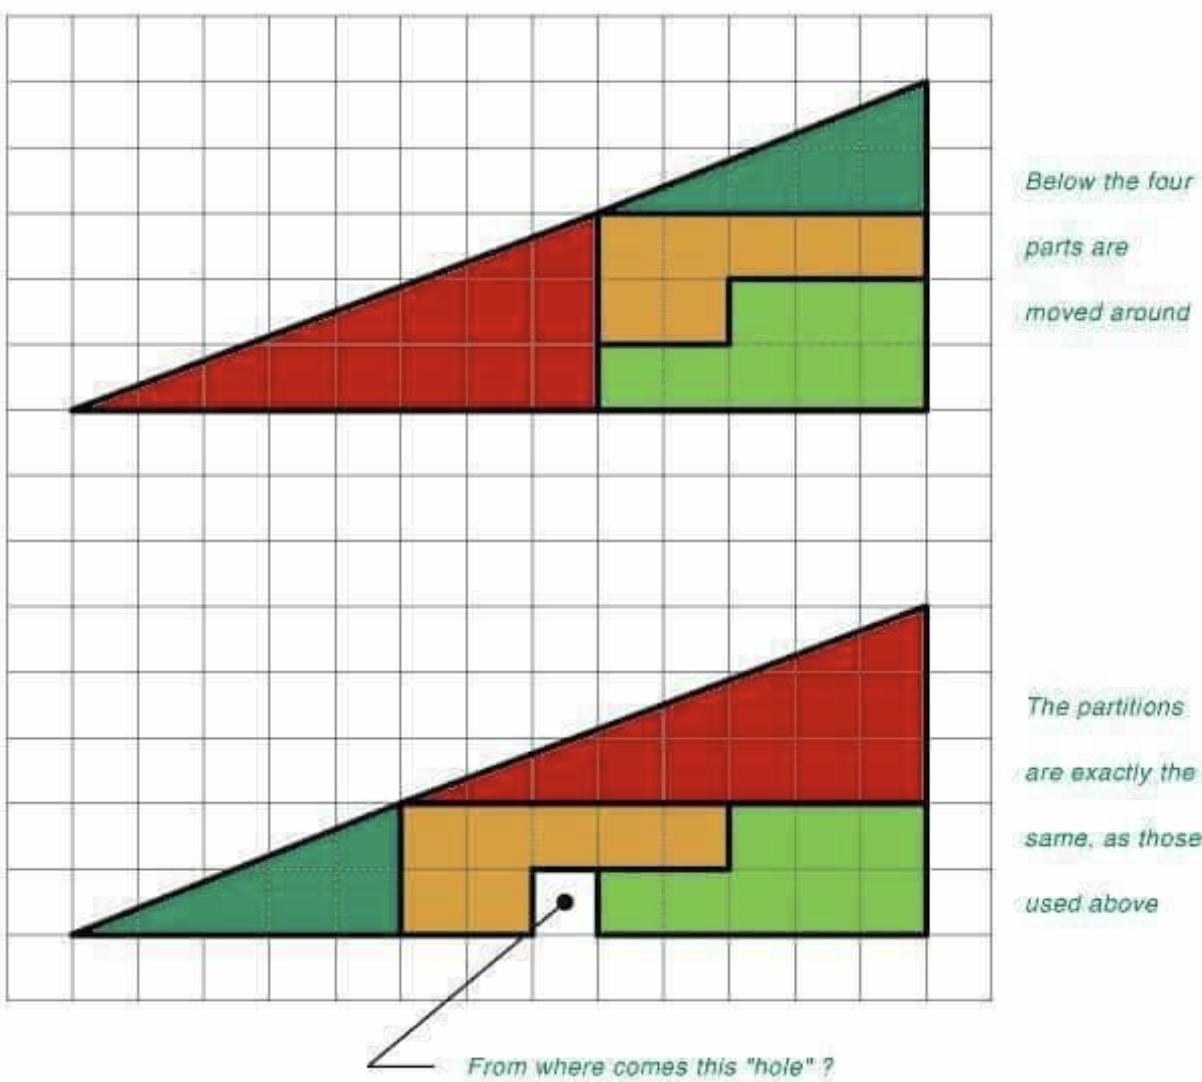 Below the four
parts are
moved around
The partitions
are exactly the
same, as those
used above
From where comes this "hole" ?